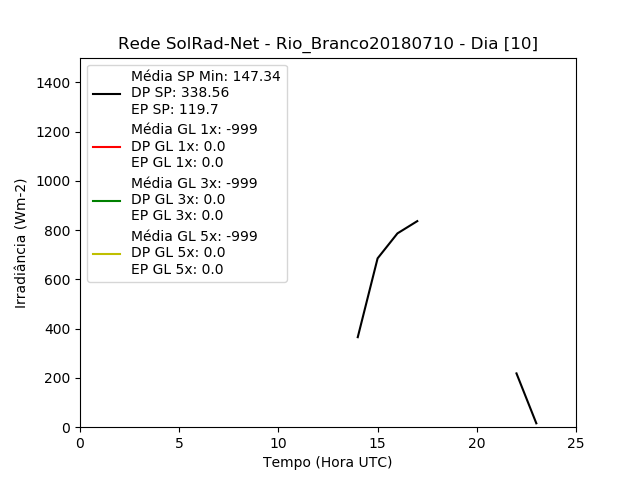 Rede SolRad-Net - Rio_Branco20180710 - Dia [10]
Média SP Min: 147.34
DP SP: 338.56
EP SP: 119.7
Média GL 1x: -999
DP GL 1x: 0.0
EP GL 1x: 0.0
Média GL 3x: -999
DP GL 3x: 0.0
EP GL 3x: 0.0
Média GL 5x: -999
DP GL 5x: 0.0
EP GL 5x: 0.0
Irradiância (Wm-2)
1400
1200
1000
800
600
400
200
0
0 5 10 15 20 25
Tempo (Hora UTC)